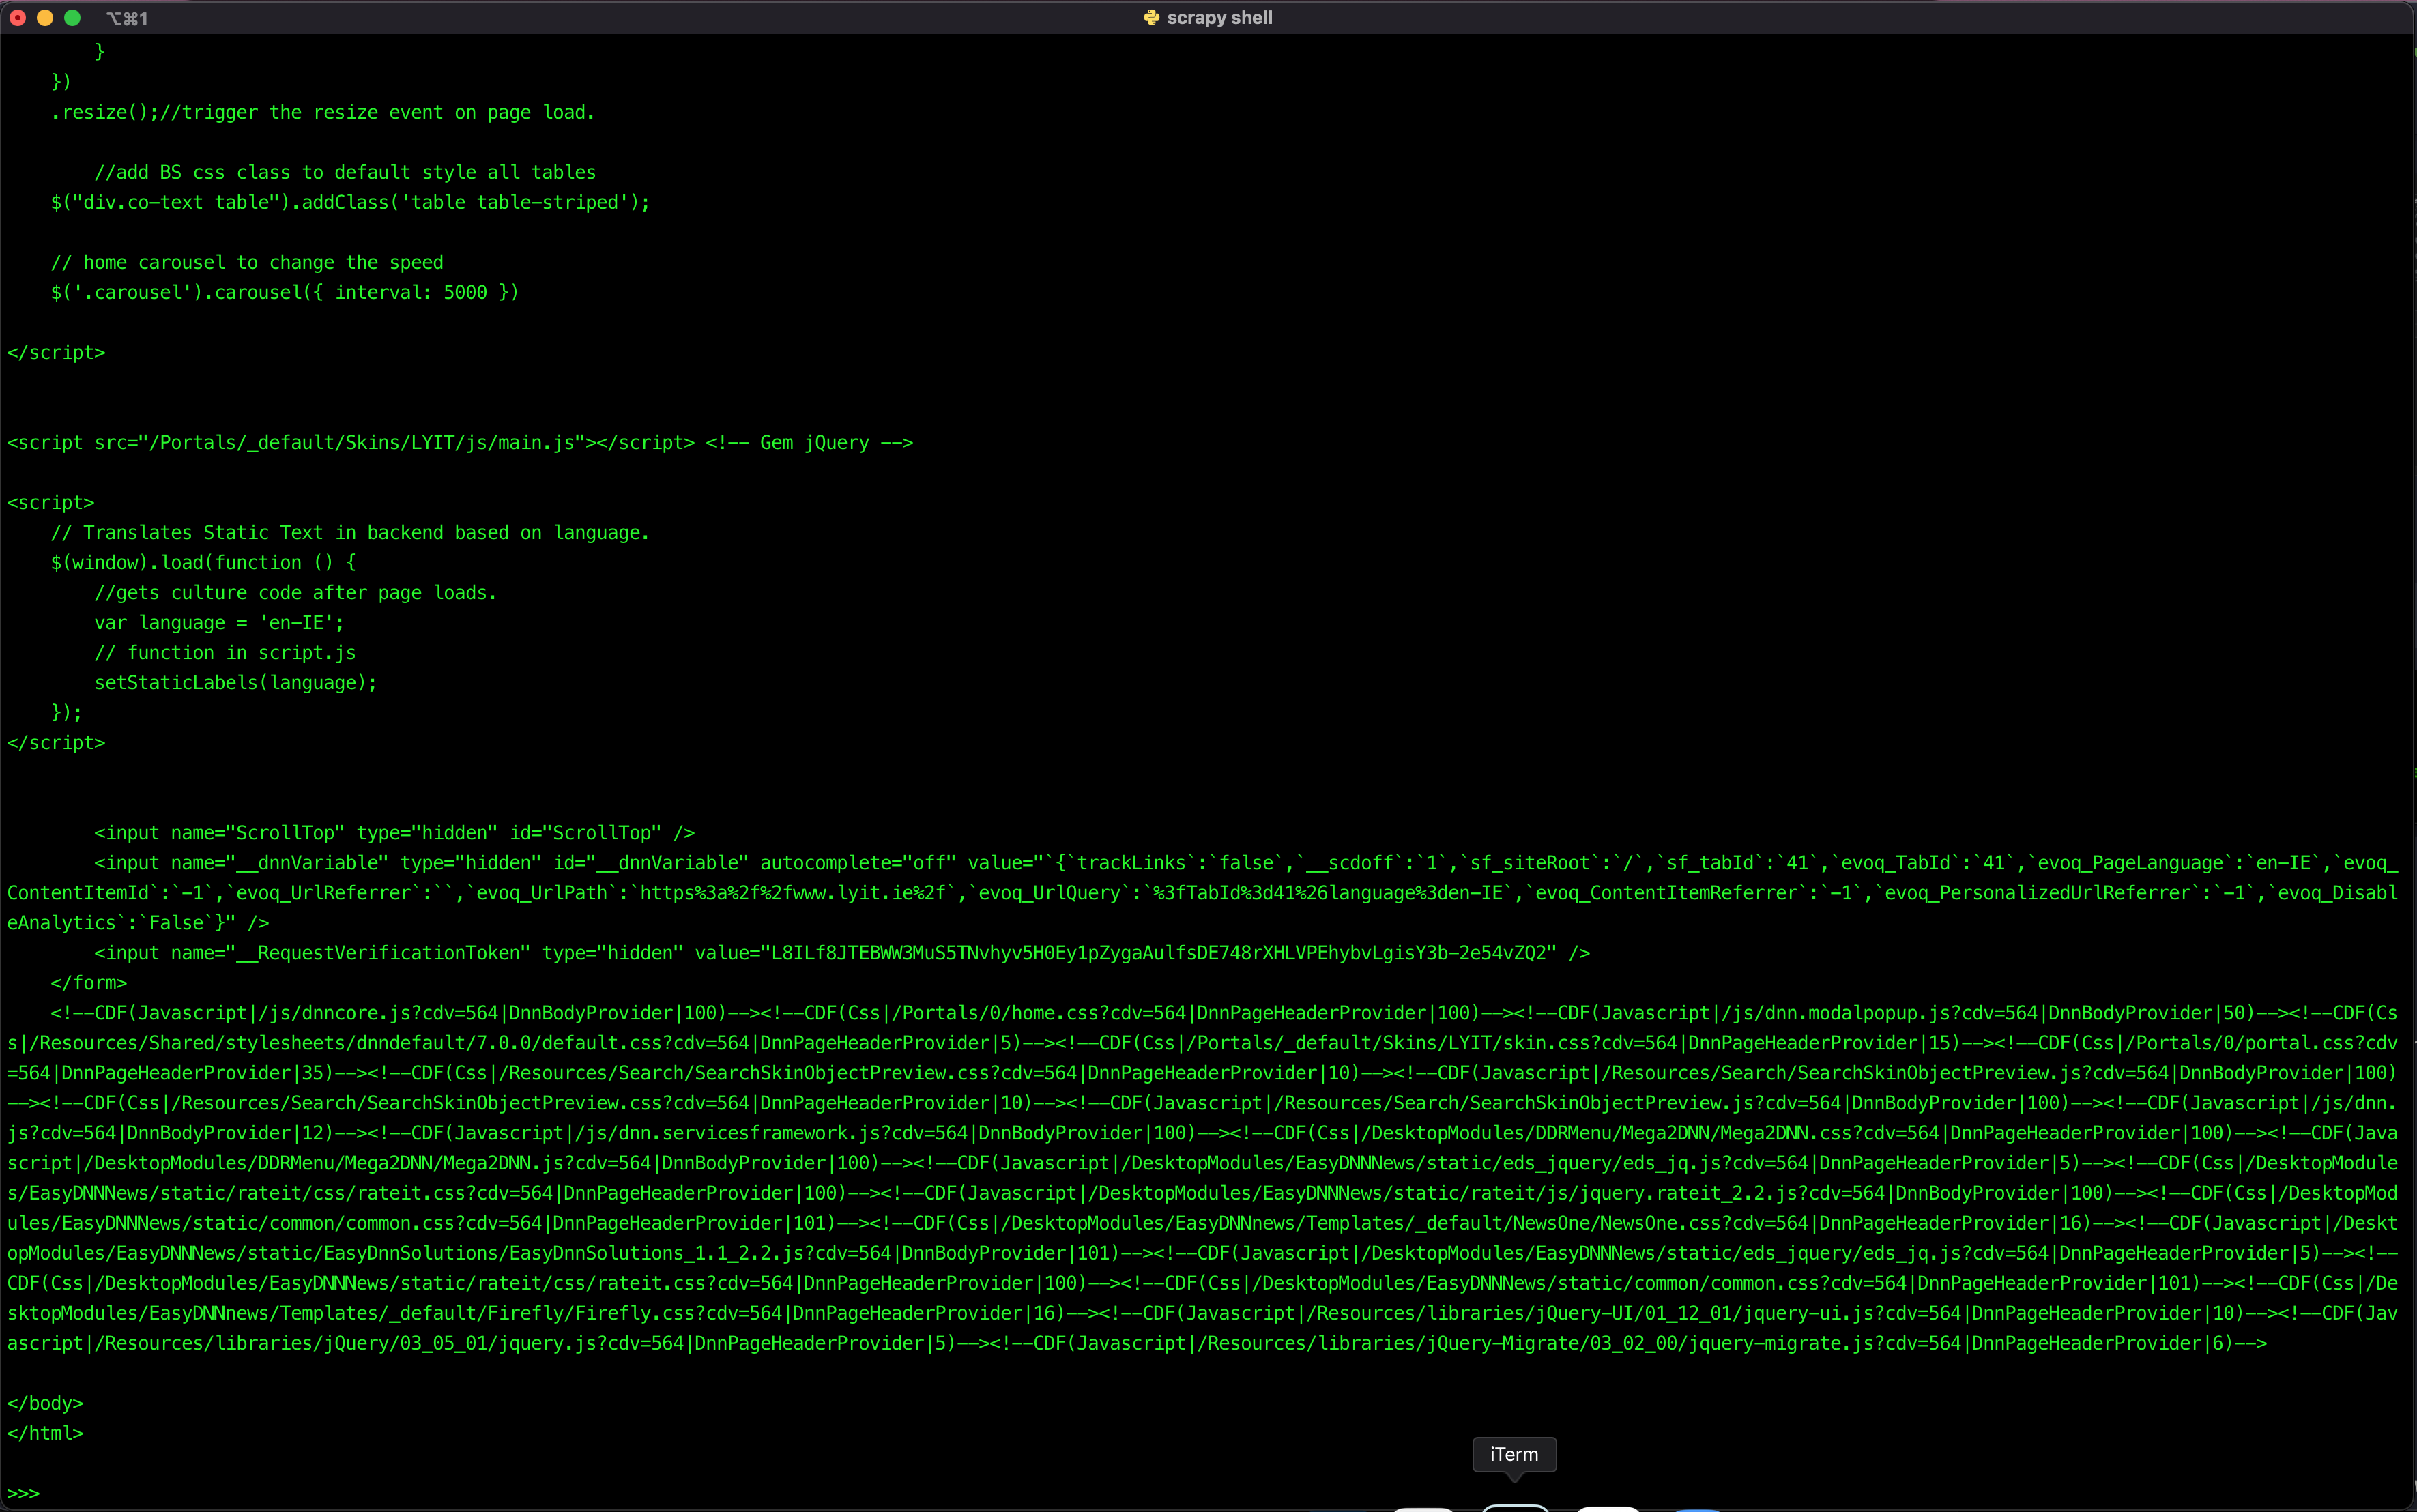 ⌥⌘1
scrapy shell
        }
    })
    .resize();//trigger the resize event on page load.
        //add BS css class to default style all tables
    $("div.co-text table").addClass('table table-striped');
    // home carousel to change the speed
    $('.carousel').carousel({ interval: 5000 })
</script>
<script src="/Portals/_default/Skins/LYIT/js/main.js"></script> <!-- Gem jQuery -->
<script>
    // Translates Static Text in backend based on language.
    $(window).load(function () {
        //gets culture code after page loads.
        var language = 'en-IE';
        // function in script.js
        setStaticLabels(language);
    });
</script>
        <input name="ScrollTop" type="hidden" id="ScrollTop" />
        <input name="__dnnVariable" type="hidden" id="__dnnVariable" autocomplete="off" value="`{`trackLinks`:`false`,`__scdoff`:`1`,`sf_siteRoot`:`/`,`sf_tabId`:`41`,`evoq_TabId`:`41`,`evoq_PageLanguage`:`en-IE`,`evoq_
ContentItemId`:`-1`,`evoq_UrlReferrer`:``,`evoq_UrlPath`:`https%3a%2f%2fwww.lyit.ie%2f`,`evoq_UrlQuery`:`%3fTabId%3d41%26language%3den-IE`,`evoq_ContentItemReferrer`:`-1`,`evoq_PersonalizedUrlReferrer`:`-1`,`evoq_Disabl
eAnalytics`:`False`}" />
        <input name="__RequestVerificationToken" type="hidden" value="L8ILf8JTEBWW3MuS5TNvhyv5H0Ey1pZygaAulfsDE748rXHLVPEhybvLgisY3b-2e54vZQ2" />
    </form>
    <!--CDF(Javascript|/js/dnncore.js?cdv=564|DnnBodyProvider|100)--><!--CDF(Css|/Portals/0/home.css?cdv=564|DnnPageHeaderProvider|100)--><!--CDF(Javascript|/js/dnn.modalpopup.js?cdv=564|DnnBodyProvider|50)--><!--CDF(Cs
s|/Resources/Shared/stylesheets/dnndefault/7.0.0/default.css?cdv=564|DnnPageHeaderProvider|5)--><!--CDF(Css|/Portals/_default/Skins/LYIT/skin.css?cdv=564|DnnPageHeaderProvider|15)--><!--CDF(Css|/Portals/0/portal.css?cdv
=564|DnnPageHeaderProvider|35)--><!--CDF(Css|/Resources/Search/SearchSkinObjectPreview.css?cdv=564|DnnPageHeaderProvider|10)--><!--CDF(Javascript|/Resources/Search/SearchSkinObjectPreview.js?cdv=564|DnnBodyProvider|100)
--><!--CDF(Css|/Resources/Search/SearchSkinObjectPreview.css?cdv=564|DnnPageHeaderProvider|10)--><!--CDF(Javascript|/Resources/Search/SearchSkinObjectPreview.js?cdv=564|DnnBodyProvider|100)--><!--CDF(Javascript|/js/dnn.
js?cdv=564|DnnBodyProvider|12)--><!--CDF(Javascript|/js/dnn.servicesframework.js?cdv=564|DnnBodyProvider|100)--><!--CDF(Css|/DesktopModules/DDRMenu/Mega2DNN/Mega2DNN.css?cdv=564|DnnPageHeaderProvider|100)--><!--CDF(Java
script|/DesktopModules/DDRMenu/Mega2DNN/Mega2DNN.js?cdv=564|DnnBodyProvider|100)--><!--CDF(Javascript|/DesktopModules/EasyDNNNews/static/eds_jquery/eds_jq.js?cdv=564|DnnPageHeaderProvider|5)--><!--CDF(Css|/DesktopModule
s/EasyDNNNews/static/rateit/css/rateit.css?cdv=564|DnnPageHeaderProvider|100)--><!--CDF(Javascript|/DesktopModules/EasyDNNNews/static/rateit/js/jquery.rateit_2.2.js?cdv=564|DnnBodyProvider|100)--><!--CDF(Css|/DesktopMod
ules/EasyDNNNews/static/common/common.css?cdv=564|DnnPageHeaderProvider|101)--><!--CDF(Css|/DesktopModules/EasyDNNnews/Templates/_default/NewsOne/NewsOne.css?cdv=564|DnnPageHeaderProvider|16)--><!--CDF(Javascript|/Deskt
opModules/EasyDNNNews/static/EasyDnnSolutions/EasyDnnSolutions_1.1_2.2.js?cdv=564|DnnBodyProvider|101)--><!--CDF(Javascript|/DesktopModules/EasyDNNNews/static/eds_jquery/eds_jq.js?cdv=564|DnnPageHeaderProvider|5)--><!--
CDF(Css|/DesktopModules/EasyDNNNews/static/rateit/css/rateit.css?cdv=564|DnnPageHeaderProvider|100)--><!--CDF(Css|/DesktopModules/EasyDNNNews/static/common/common.css?cdv=564|DnnPageHeaderProvider|101)--><!--CDF(Css|/De
sktopModules/EasyDNNnews/Templates/_default/Firefly/Firefly.css?cdv=564|DnnPageHeaderProvider|16)--><!--CDF(Javascript|/Resources/libraries/jQuery-UI/01_12_01/jquery-ui.js?cdv=564|DnnPageHeaderProvider|10)--><!--CDF(Jav
ascript|/Resources/libraries/jQuery/03_05_01/jquery.js?cdv=564|DnnPageHeaderProvider|5)--><!--CDF(Javascript|/Resources/libraries/jQuery-Migrate/03_02_00/jquery-migrate.js?cdv=564|DnnPageHeaderProvider|6)-->
</body>
</html>
iTerm
>>>